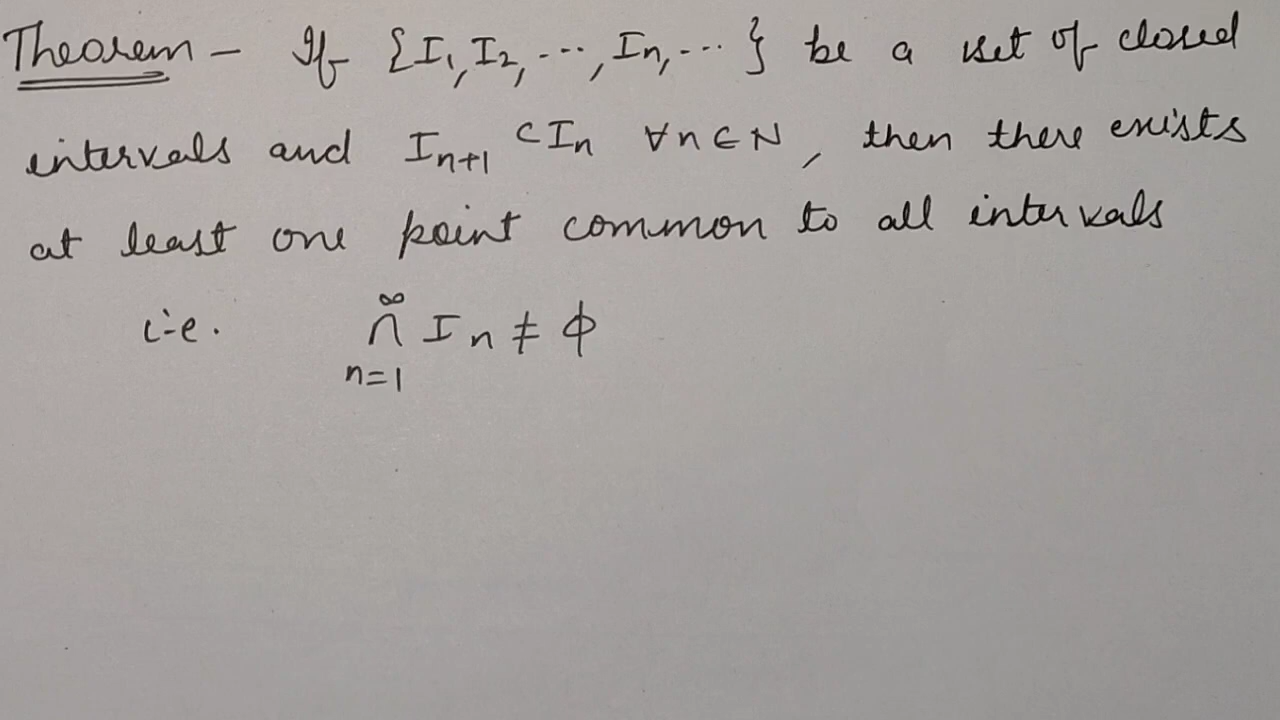 Theorem - If {I₁, I₂, ..., Iₙ, ...} be a set of closed
intervals and Iₙ₊₁ ⊂ Iₙ ∀n∈N, then there exists
at least one point common to all intervals
i.e. ∞
∩ Iₙ ≠ ϕ
n=1